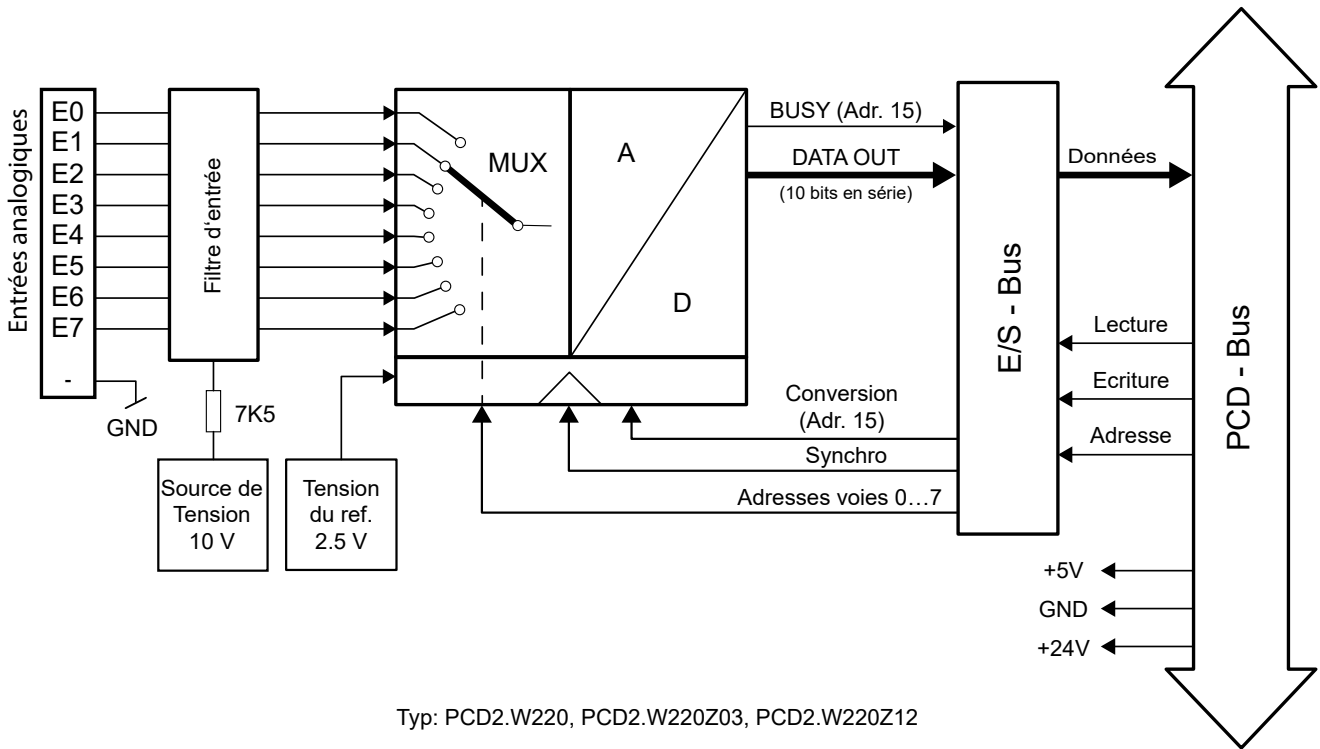 Entrées analogiques
E0
E1
E2
E3
E4
E5
E6
E7
-
GND
Filtre d'entrée
7K5
Source de
Tension
10 V
Tension
du ref.
2.5 V
MUX
A
D
BUSY (Adr. 15)
DATA OUT
(10 bits en série)
Conversion
(Adr. 15)
Synchro
Adresses voies 0…7
E/S - Bus
Données
Lecture
Ecriture
Adresse
+5V
GND
+24V
PCD - Bus
Typ: PCD2.W220, PCD2.W220Z03, PCD2.W220Z12